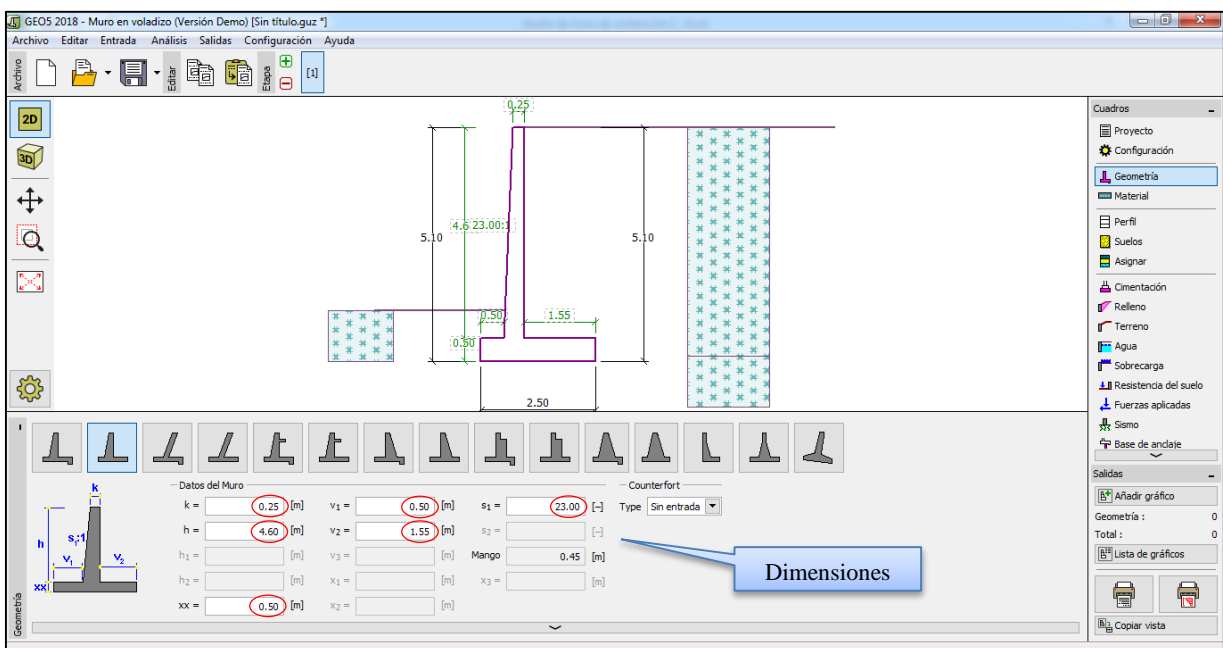 GEO5 2018 - Muro en voladizo (Versión Demo) [Sin título.guz *]
Archivo Editar Entrada Análisis Salidas Configuración Ayuda
Archivo
Editar
Etapa
[1]
2D
3D
0.25
4.6
23.00:1
5.10
5.10
0.50
1.55
0.50
2.50
Cuadros
Proyecto
Configuración
Geometría
Material
Perfil
Suelos
Asignar
Cimentación
Relleno
Terreno
Agua
Sobrecarga
Resistencia del suelo
Fuerzas aplicadas
Sismo
Base de anclaje
Salidas
Añadir gráfico
Geometría : 0
Total : 0
Lista de gráficos
Copiar vista
Geometría
k
h
s1:1
v1
v2
xx
Datos del Muro
k = 0.25 [m] v1 = 0.50 [m] s1 = 23.00 [-]
h = 4.60 [m] v2 = 1.55 [m] s2 = [-]
h1 = [m] v3 = [m] Mango 0.45 [m]
h2 = [m] x1 = [m] x3 = [m]
xx = 0.50 [m] x2 = [m]
Counterfort
Type Sin entrada
Dimensiones